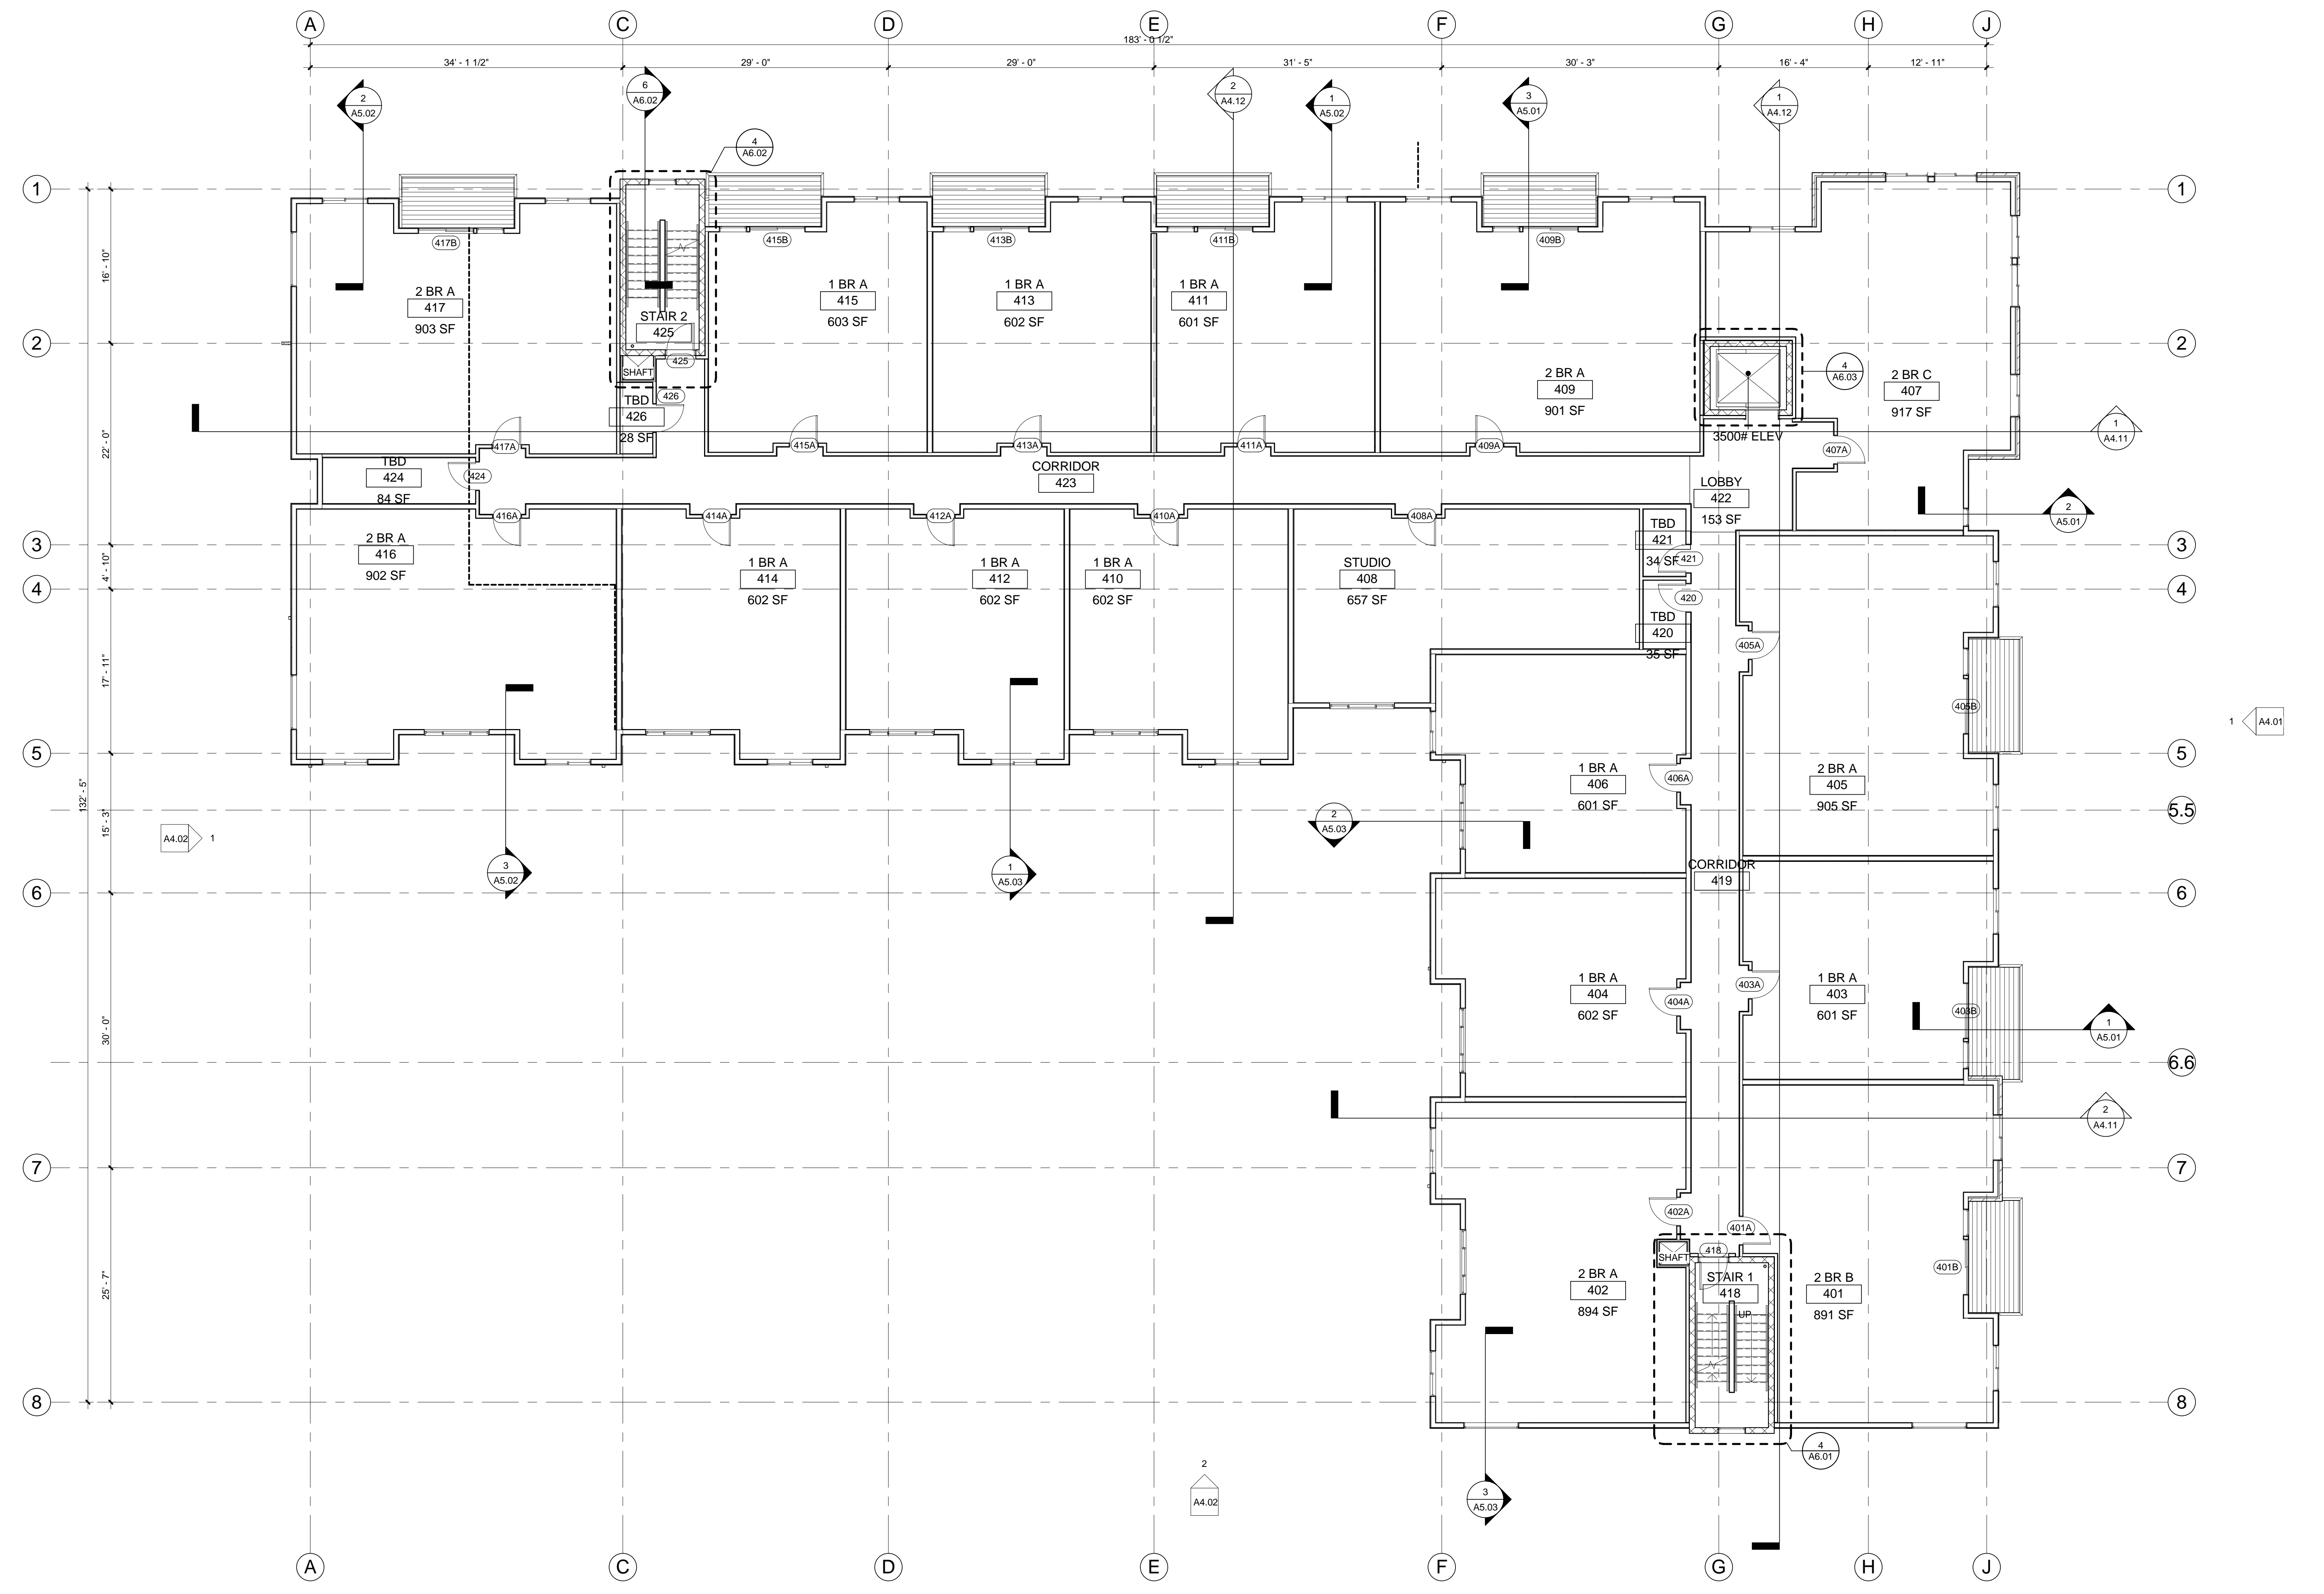 A
C
D
E
F
G
H
J
183' - 0 1/2"
34' - 1 1/2"
29' - 0"
29' - 0"
31' - 5"
30' - 3"
16' - 4"
12' - 11"
2
A5.02
6
A6.02
2
A4.12
1
A5.02
3
A5.01
1
A4.12
4
A6.02
1
1
16' - 10"
417B
415B
413B
411B
409B
2 BR A
417
903 SF
STAIR 2
425
425
SHAFT
1 BR A
415
603 SF
1 BR A
413
602 SF
1 BR A
411
601 SF
2
2
2 BR A
409
901 SF
4
A6.03
2 BR C
407
917 SF
3500# ELEV
426
TBD
426
28 SF
1
A4.11
22' - 0"
417A
415A
413A
411A
409A
407A
TBD
424
84 SF
424
CORRIDOR
423
LOBBY
422
153 SF
2
A5.01
416A
414A
412A
410A
408A
TBD
421
34 SF
421
3
3
2 BR A
416
902 SF
4' - 10"
1 BR A
414
602 SF
1 BR A
412
602 SF
1 BR A
410
602 SF
STUDIO
408
657 SF
4
4
420
TBD
420
35 SF
405A
17' - 11"
405B
1
A4.01
5
5
1 BR A
406
601 SF
406A
2 BR A
405
905 SF
132' - 5"
15' - 3"
5.5
2
A5.03
A4.02
1
3
A5.02
1
A5.03
CORRIDOR
419
6
6
1 BR A
404
602 SF
404A
403A
1 BR A
403
601 SF
403B
30' - 0"
1
A5.01
6.6
2
A4.11
7
7
402A
401A
SHAFT
418
STAIR 1
418
UP
401B
2 BR A
402
894 SF
2 BR B
401
891 SF
25' - 7"
8
8
4
A6.01
2
A4.02
3
A5.03
A
C
D
E
F
G
H
J